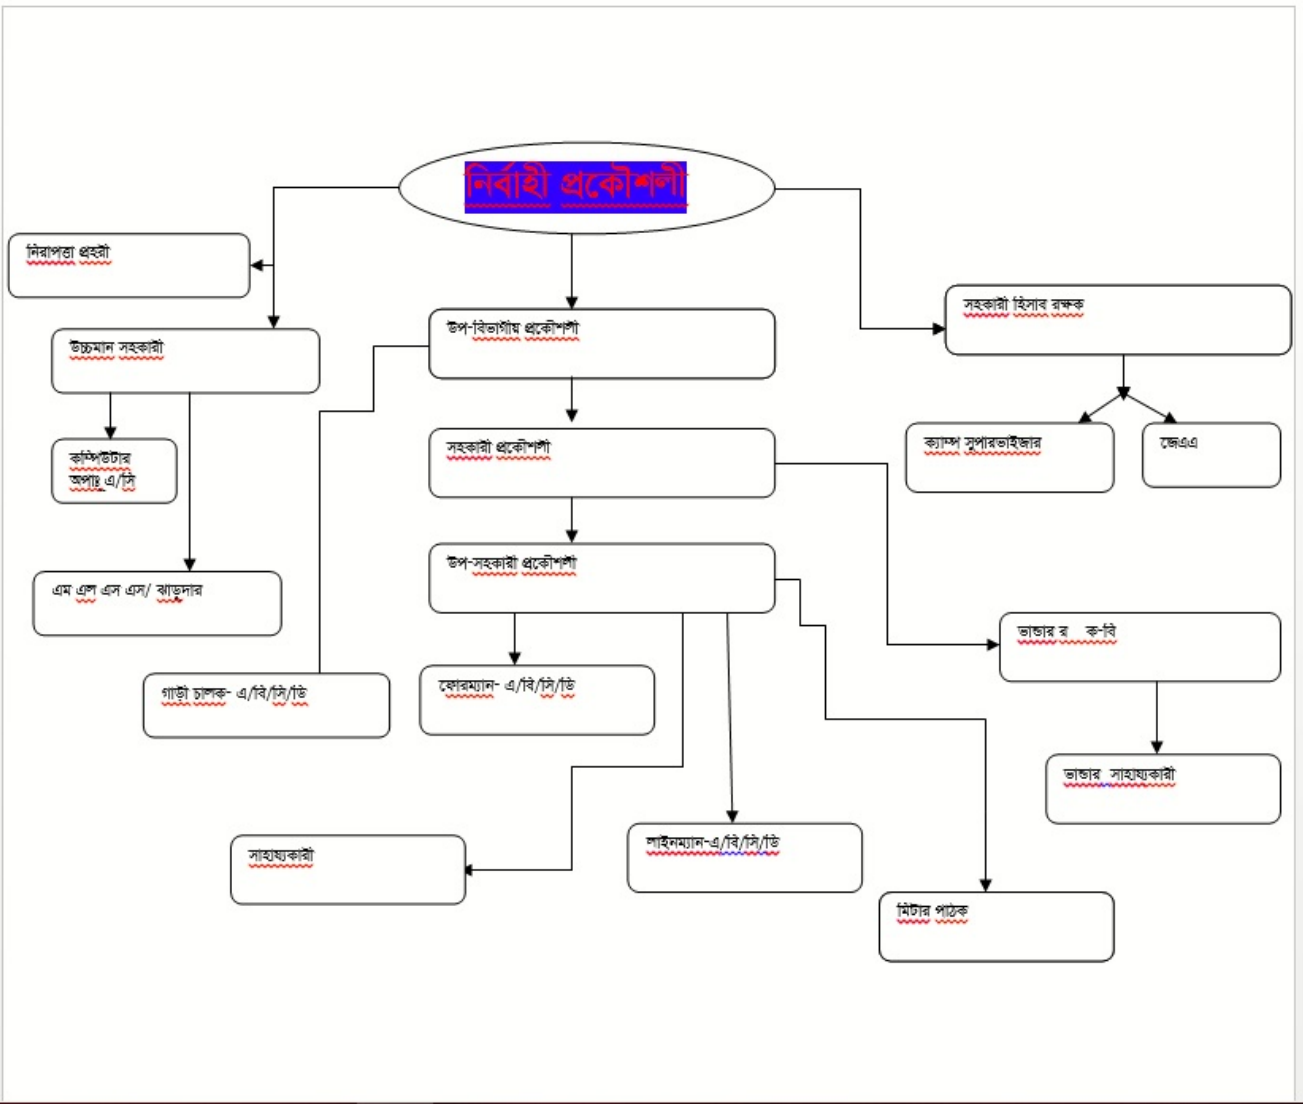 নির্বাহী প্রকৌশলী
নিরাপত্তা প্রহরী
সহকারী হিসাব রক্ষক
উপ-বিভাগীয় প্রকৌশলী
উচ্চমান সহকারী
ক্যাম্প সুপারভাইজার
জেএএ
সহকারী প্রকৌশলী
কম্পিউটার
অপাঃ এ/সি
উপ-সহকারী প্রকৌশলী
এম এল এস এস/ ঝাড়ুদার
ভান্ডার র ক-বি
গাড়ী চালক- এ/বি/সি/ডি
ফোরম্যান- এ/বি/সি/ডি
ভান্ডার সাহায্যকারী
লাইনম্যান-এ/বি/সি/ডি
সাহায্যকারী
মিটার পাঠক